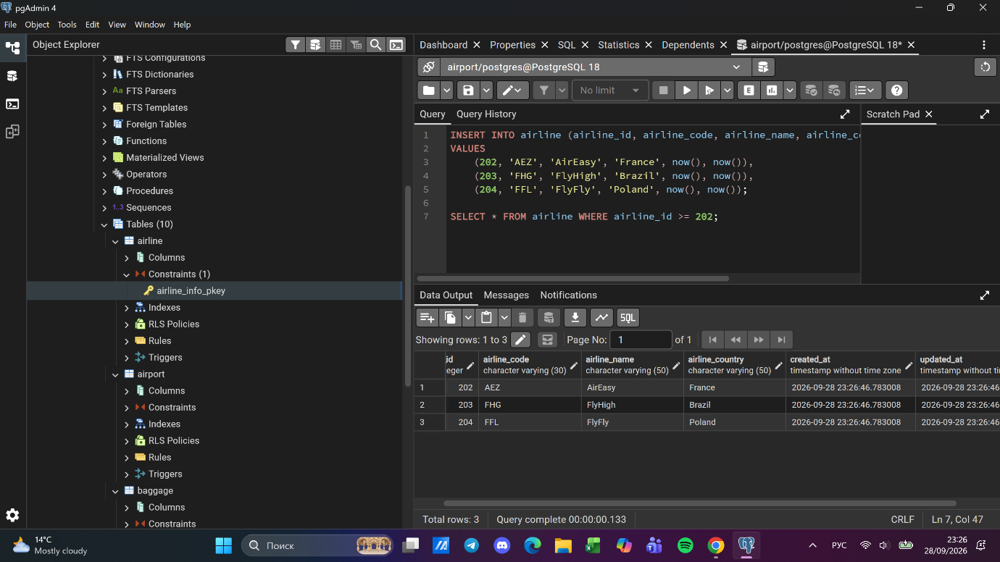 pgAdmin 4
File Object Tools Edit View Window Help
Object Explorer
FTS Configurations
FTS Dictionaries
FTS Parsers
FTS Templates
Foreign Tables
Functions
Materialized Views
Operators
Procedures
1..3 Sequences
Tables (10)
airline
Columns
Constraints (1)
airline_info_pkey
Indexes
RLS Policies
Rules
Triggers
airport
Columns
Constraints
Indexes
RLS Policies
Rules
Triggers
baggage
Columns
Constraints
Dashboard Properties SQL Statistics Dependents airport/postgres@PostgreSQL 18*
airport/postgres@PostgreSQL 18
No limit
Query Query History
Scratch Pad
1 INSERT INTO airline (airline_id, airline_code, airline_name, airline_co
2 VALUES
3 (202, 'AEZ', 'AirEasy', 'France', now(), now()),
4 (203, 'FHG', 'FlyHigh', 'Brazil', now(), now()),
5 (204, 'FFL', 'FlyFly', 'Poland', now(), now());
6
7 SELECT * FROM airline WHERE airline_id >= 202;
Data Output Messages Notifications
SQL
Showing rows: 1 to 3 Page No: 1 of 1
id airline_code airline_name airline_country created_at updated_at
eger character varying (30) character varying (50) character varying (50) timestamp without time zone timestamp without ti
1 202 AEZ AirEasy France 2026-09-28 23:26:46.783008 2026-09-28 23:26:46
2 203 FHG FlyHigh Brazil 2026-09-28 23:26:46.783008 2026-09-28 23:26:46
3 204 FFL FlyFly Poland 2026-09-28 23:26:46.783008 2026-09-28 23:26:46
Total rows: 3 Query complete 00:00:00.133 CRLF Ln 7, Col 47
14°C
Mostly cloudy
Поиск
РУС
23:26
28/09/2026